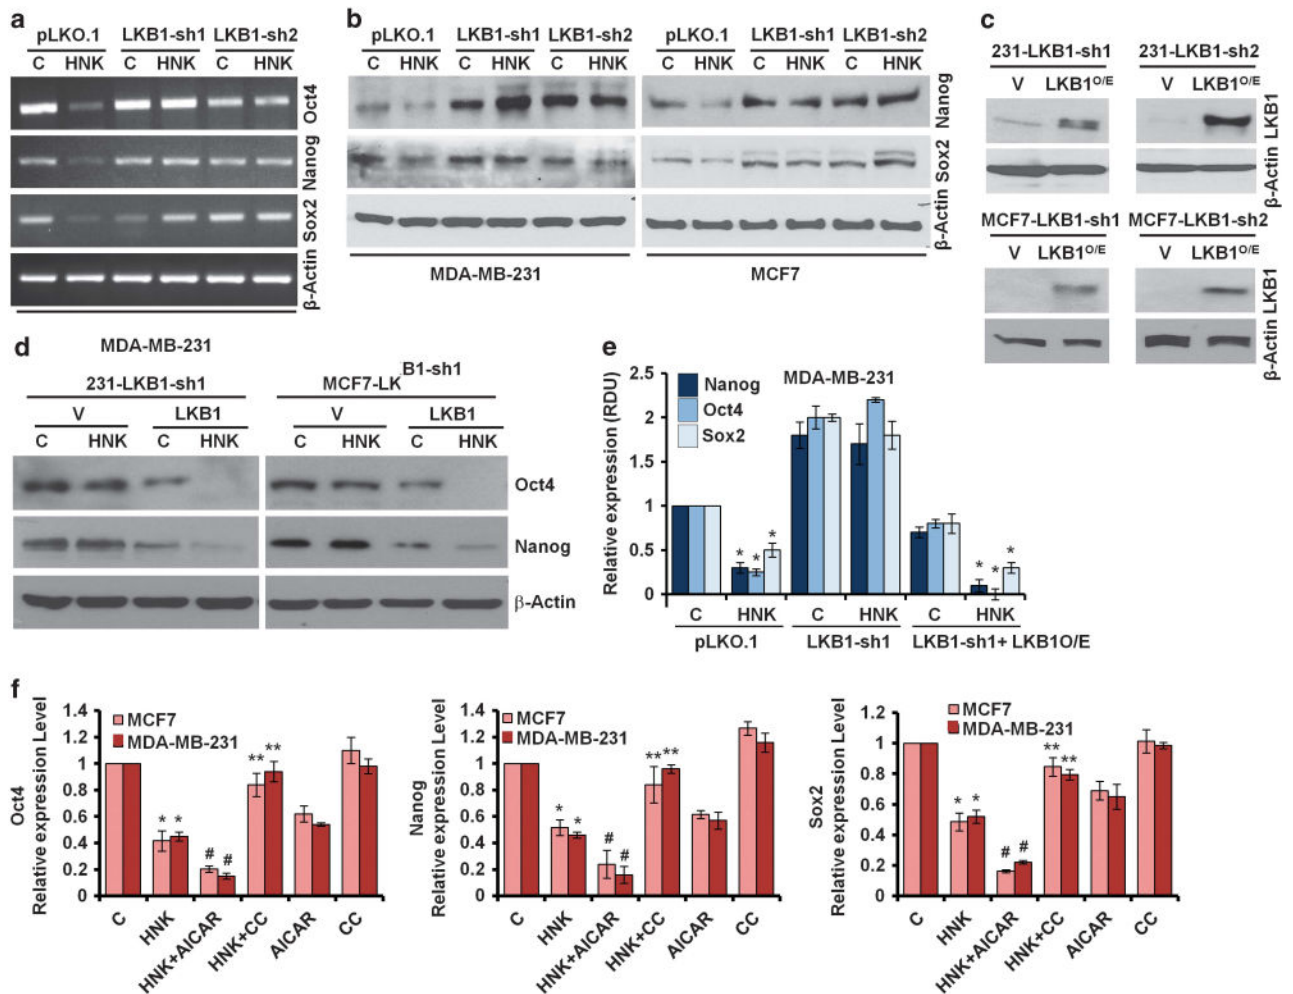 a
pLKO.1 LKB1-sh1 LKB1-sh2
C HNK C HNK C HNK
Oct4
Nanog
Sox2
β-Actin
b
pLKO.1 LKB1-sh1 LKB1-sh2 pLKO.1 LKB1-sh1 LKB1-sh2
C HNK C HNK C HNK C HNK C HNK C HNK
Nanog
Sox2
β-Actin
MDA-MB-231 MCF7
c
231-LKB1-sh1 231-LKB1-sh2
V LKB1O/E V LKB1O/E
LKB1
β-Actin
MCF7-LKB1-sh1 MCF7-LKB1-sh2
V LKB1O/E V LKB1O/E
LKB1
β-Actin
d
MDA-MB-231
231-LKB1-sh1 MCF7-LKB1-sh1
V LKB1 V LKB1
C HNK C HNK C HNK C HNK
Oct4
Nanog
β-Actin
e
MDA-MB-231
Nanog
Oct4
Sox2
Relative expression (RDU)
2.5
2
1.5
1
0.5
0
* * * * * *
C HNK C HNK C HNK
pLKO.1 LKB1-sh1 LKB1-sh1+ LKB1O/E
f
Oct4
Relative expression Level
1.4
1.2
1
0.8
0.6
0.4
0.2
0
MCF7
MDA-MB-231
* * # # ** **
C HNK HNK+AICAR HNK+CC AICAR CC
Nanog
Relative expression Level
1.4
1.2
1
0.8
0.6
0.4
0.2
0
MCF7
MDA-MB-231
* * # # ** **
C HNK HNK+AICAR HNK+CC AICAR CC
Sox2
Relative expression Level
1.2
1
0.8
0.6
0.4
0.2
0
MCF7
MDA-MB-231
* * # # ** **
C HNK HNK+AICAR HNK+CC AICAR CC